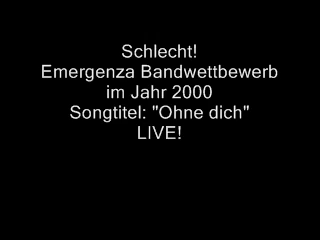 Schlecht!
Emergenza Bandwettbewerb
im Jahr 2000
Songtitel: "Ohne dich"
LIVE!